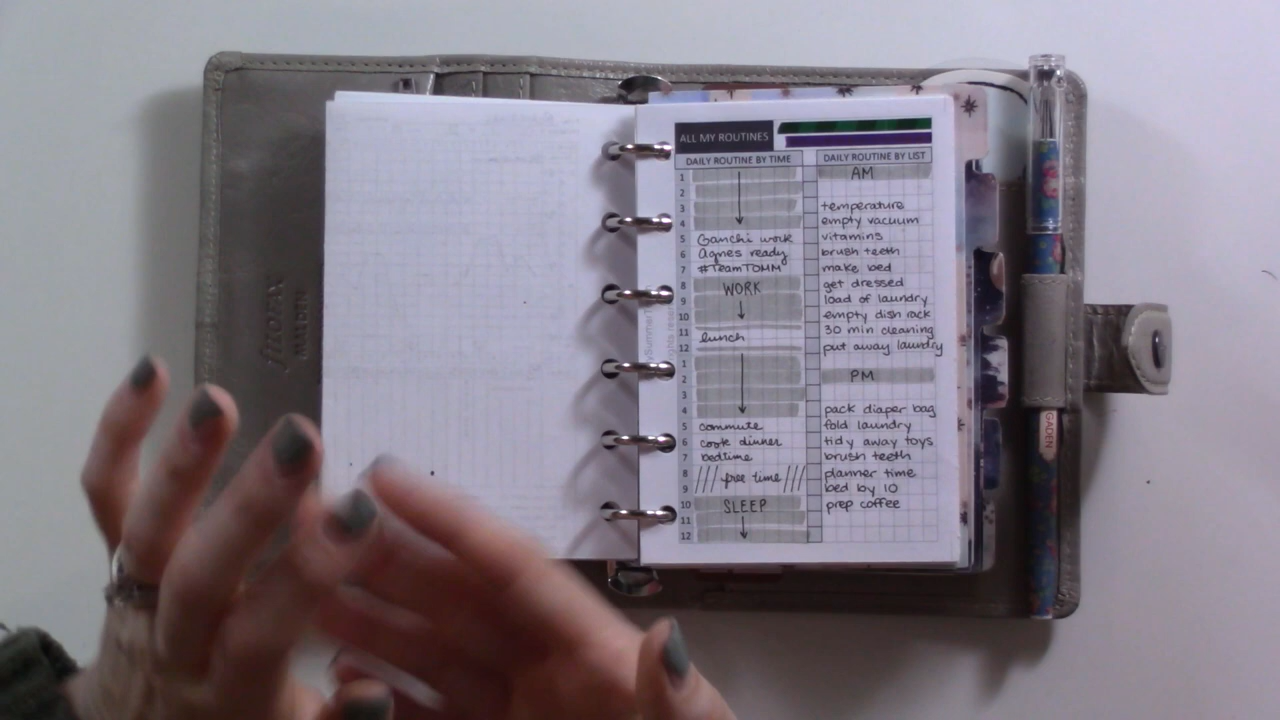 ALL MY ROUTINES
DAILY ROUTINE BY TIME
1
2
3
4
5 Ganchi work
6 Agnes ready
7 #TeamTOMM
8 WORK
9
10
11 lunch
12
1
2
3
4
5 commute
6 cook dinner
7 bedtime
8 /// free time ///
9
10 SLEEP
11
12
DAILY ROUTINE BY LIST
AM
temperature
empty vacuum
vitamins
brush teeth
make bed
get dressed
load of laundry
empty dish rack
30 min cleaning
put away laundry
PM
pack diaper bag
fold laundry
tidy away toys
brush teeth
planner time
bed by 10
prep coffee
filofax
GADEN